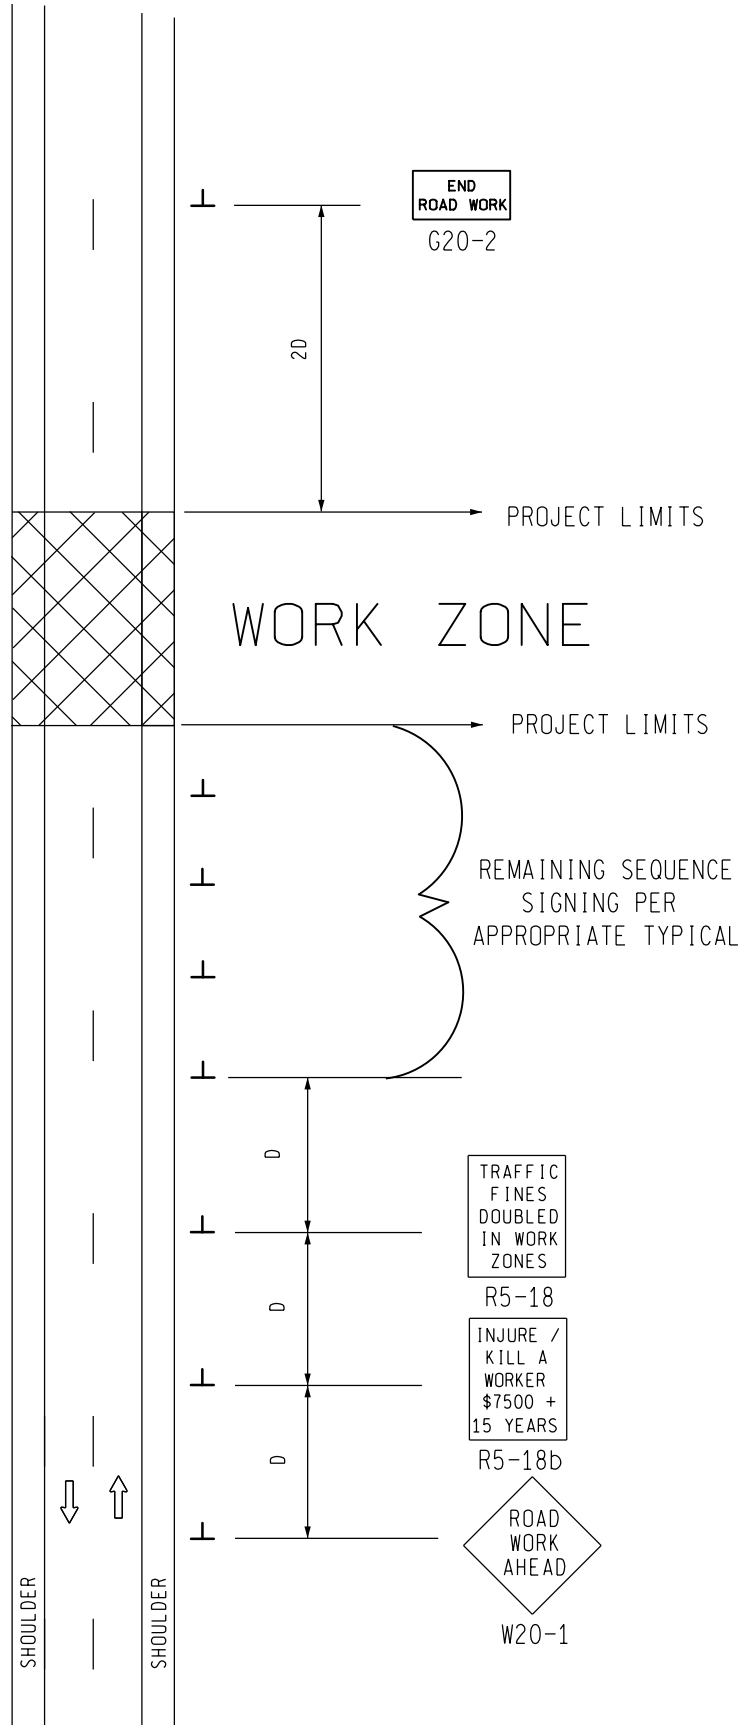 END
ROAD WORK
G20-2
2D
PROJECT LIMITS
WORK ZONE
PROJECT LIMITS
REMAINING SEQUENCE
SIGNING PER
APPROPRIATE TYPICAL
D
TRAFFIC
FINES
DOUBLED
IN WORK
ZONES
R5-18
D
INJURE /
KILL A
WORKER
$7500 +
15 YEARS
R5-18b
D
ROAD
WORK
AHEAD
W20-1
SHOULDER
SHOULDER